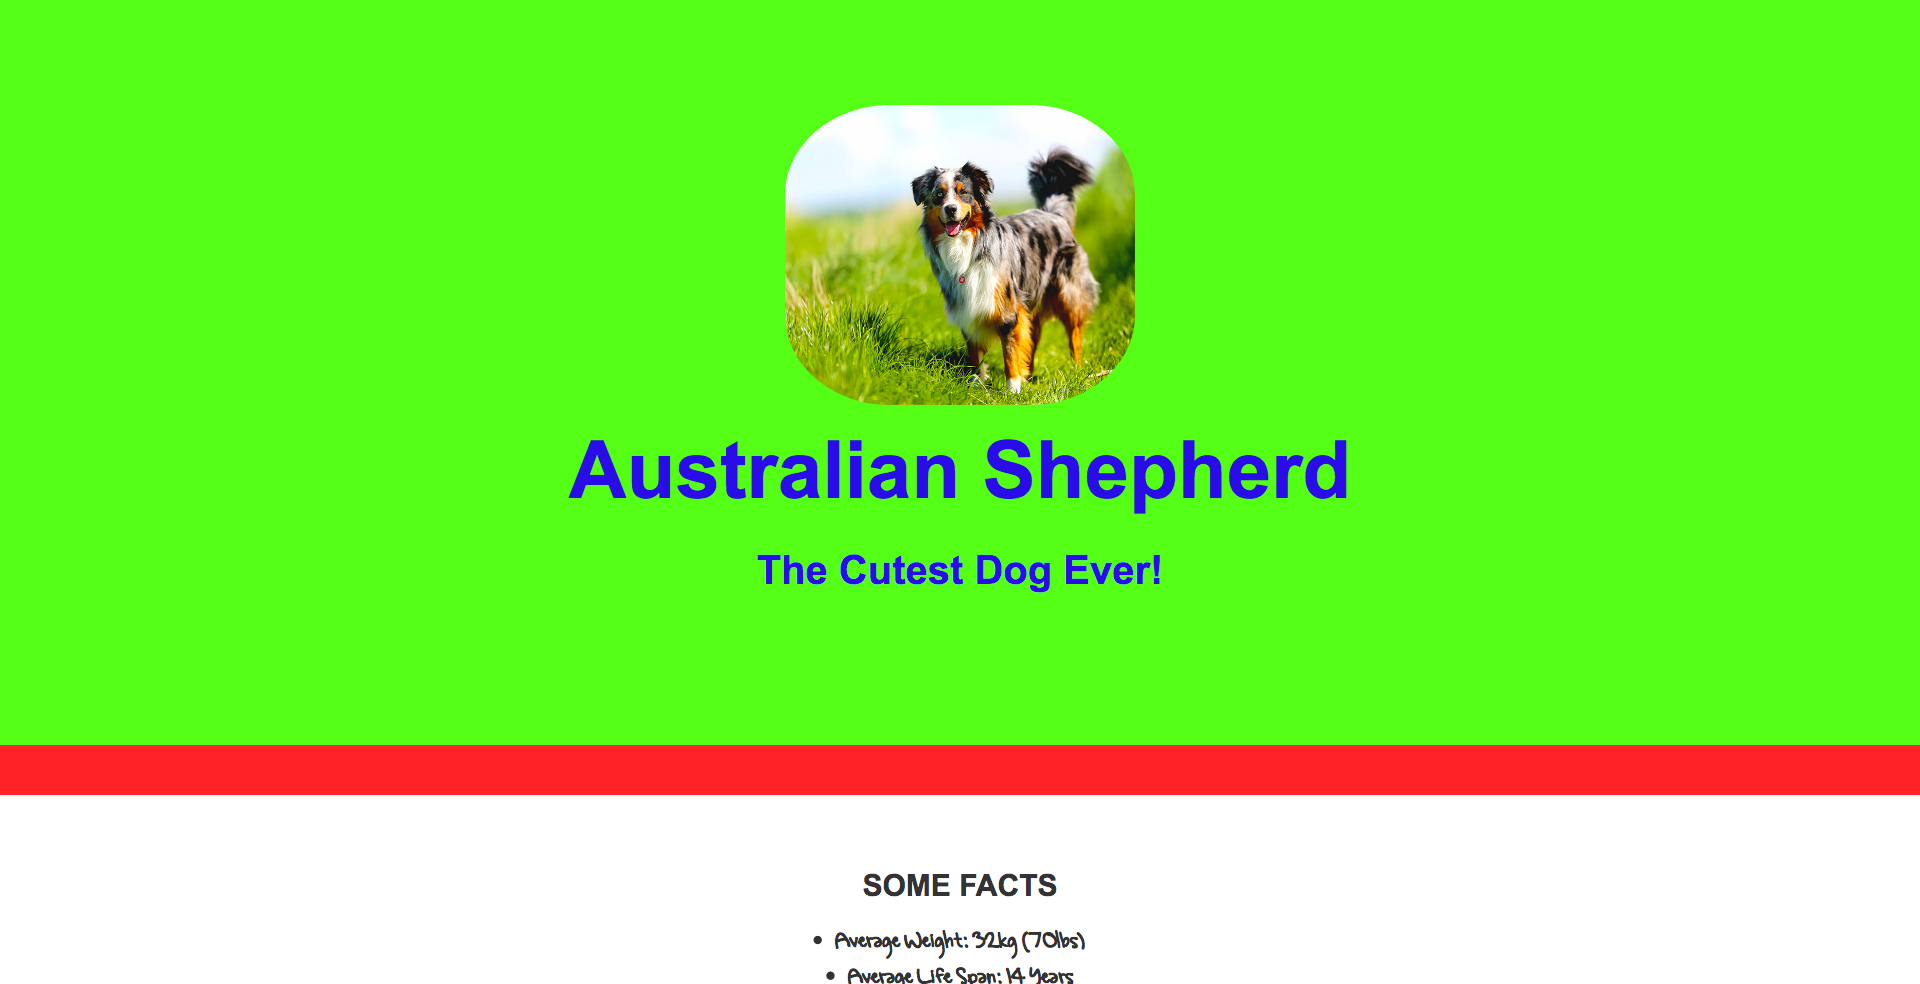 Australian Shepherd
The Cutest Dog Ever!
SOME FACTS
• Average Weight: 32kg (70lbs)
• Average Life Span: 14 Years